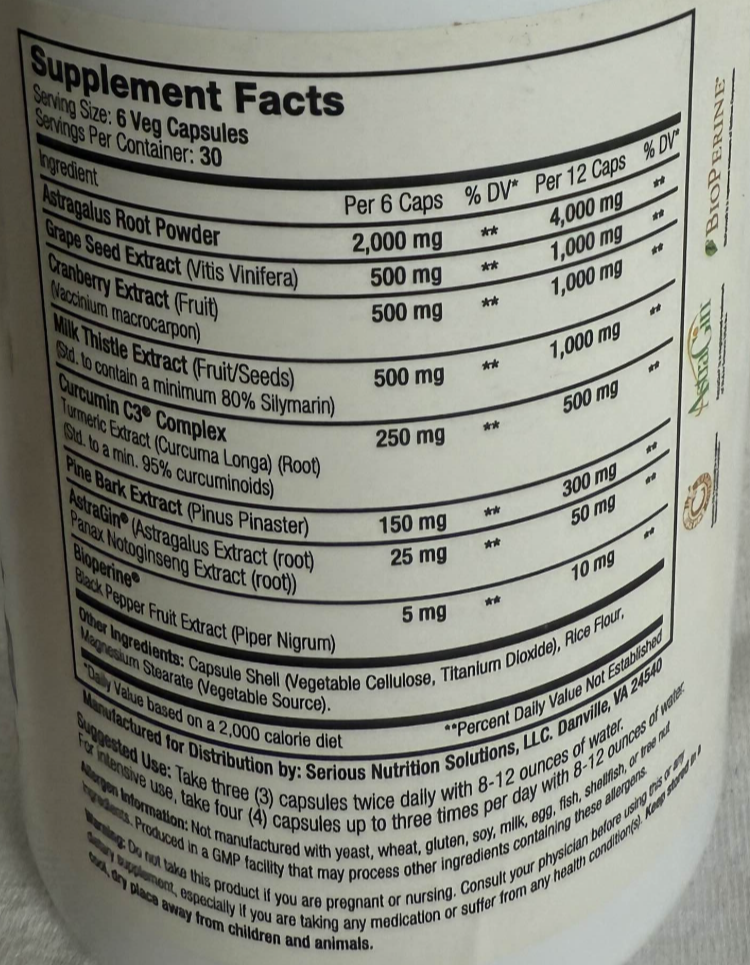 Supplement Facts
Serving Size: 6 Veg Capsules
Servings Per Container: 30
Ingredient Per 6 Caps % DV* Per 12 Caps % DV*
Astragalus Root Powder 2,000 mg ** 4,000 mg **
Grape Seed Extract (Vitis Vinifera) 500 mg ** 1,000 mg **
Cranberry Extract (Fruit) 500 mg ** 1,000 mg **
(Vaccinium macrocarpon)
Milk Thistle Extract (Fruit/Seeds) 500 mg ** 1,000 mg **
(Std. to contain a minimum 80% Silymarin)
Curcumin C3® Complex 250 mg ** 500 mg **
Turmeric Extract (Curcuma Longa) (Root)
(Std. to a min. 95% curcuminoids)
Pine Bark Extract (Pinus Pinaster) 150 mg ** 300 mg **
AstraGin® (Astragalus Extract (root) 25 mg ** 50 mg **
Panax Notoginseng Extract (root))
Bioperine® 5 mg ** 10 mg **
Black Pepper Fruit Extract (Piper Nigrum)
Other Ingredients: Capsule Shell (Vegetable Cellulose, Titanium Dioxide), Rice Flour,
Magnesium Stearate (Vegetable Source).
*Daily Value based on a 2,000 calorie diet **Percent Daily Value Not Established
Manufactured for Distribution by: Serious Nutrition Solutions, LLC. Danville, VA 24540
Suggested Use: Take three (3) capsules twice daily with 8-12 ounces of water.
For intensive use, take four (4) capsules up to three times per day with 8-12 ounces of water.
Allergen Information: Not manufactured with yeast, wheat, gluten, soy, milk, egg, fish, shellfish, or tree nut
ingredients. Produced in a GMP facility that may process other ingredients containing these allergens.
Warning: Do not take this product if you are pregnant or nursing. Consult your physician before using this or any
dietary supplement, especially if you are taking any medication or suffer from any health condition(s). Keep stored in a
cool, dry place away from children and animals.
BIOPERINE
AstraGin